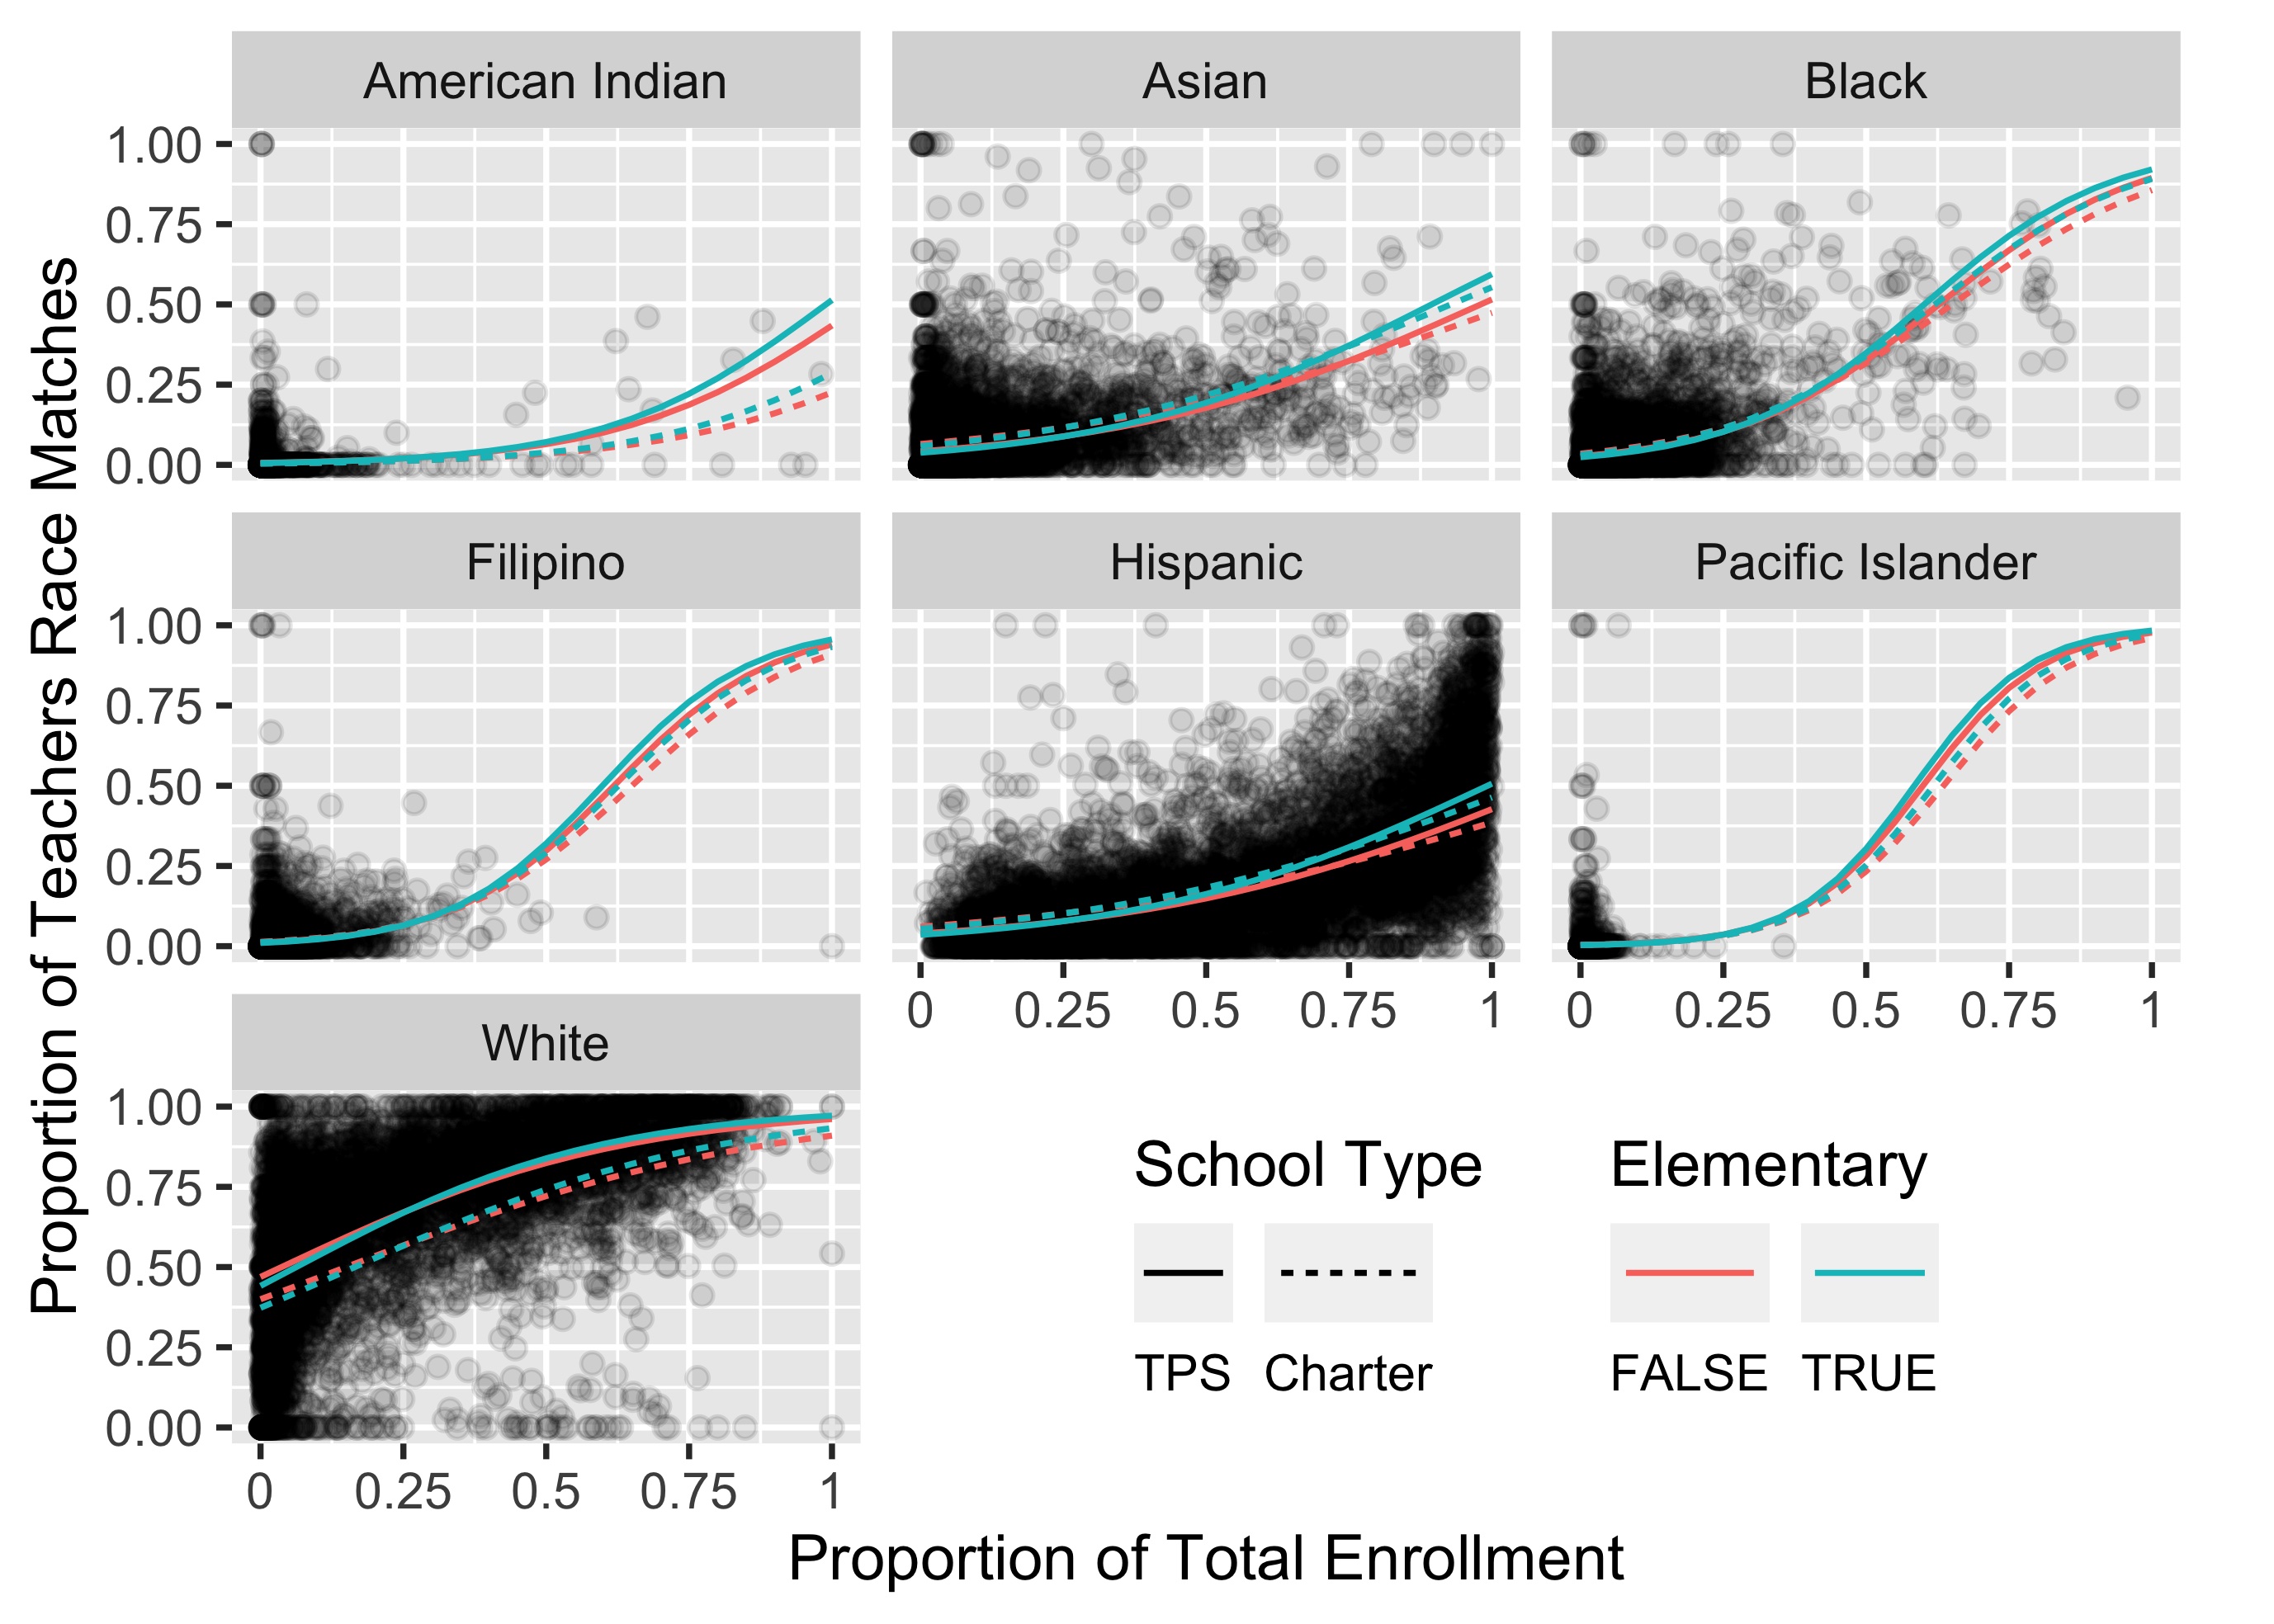 American Indian
Asian
Black
1.00
0.75
0.50
0.25
0.00
Filipino
Hispanic
Pacific Islander
1.00
0.75
0.50
0.25
0.00
0 0.25 0.5 0.75 1
0 0.25 0.5 0.75 1
White
1.00
0.75
0.50
0.25
0.00
0 0.25 0.5 0.75 1
Proportion of Teachers Race Matches
Proportion of Total Enrollment
School Type
TPS Charter
Elementary
FALSE TRUE